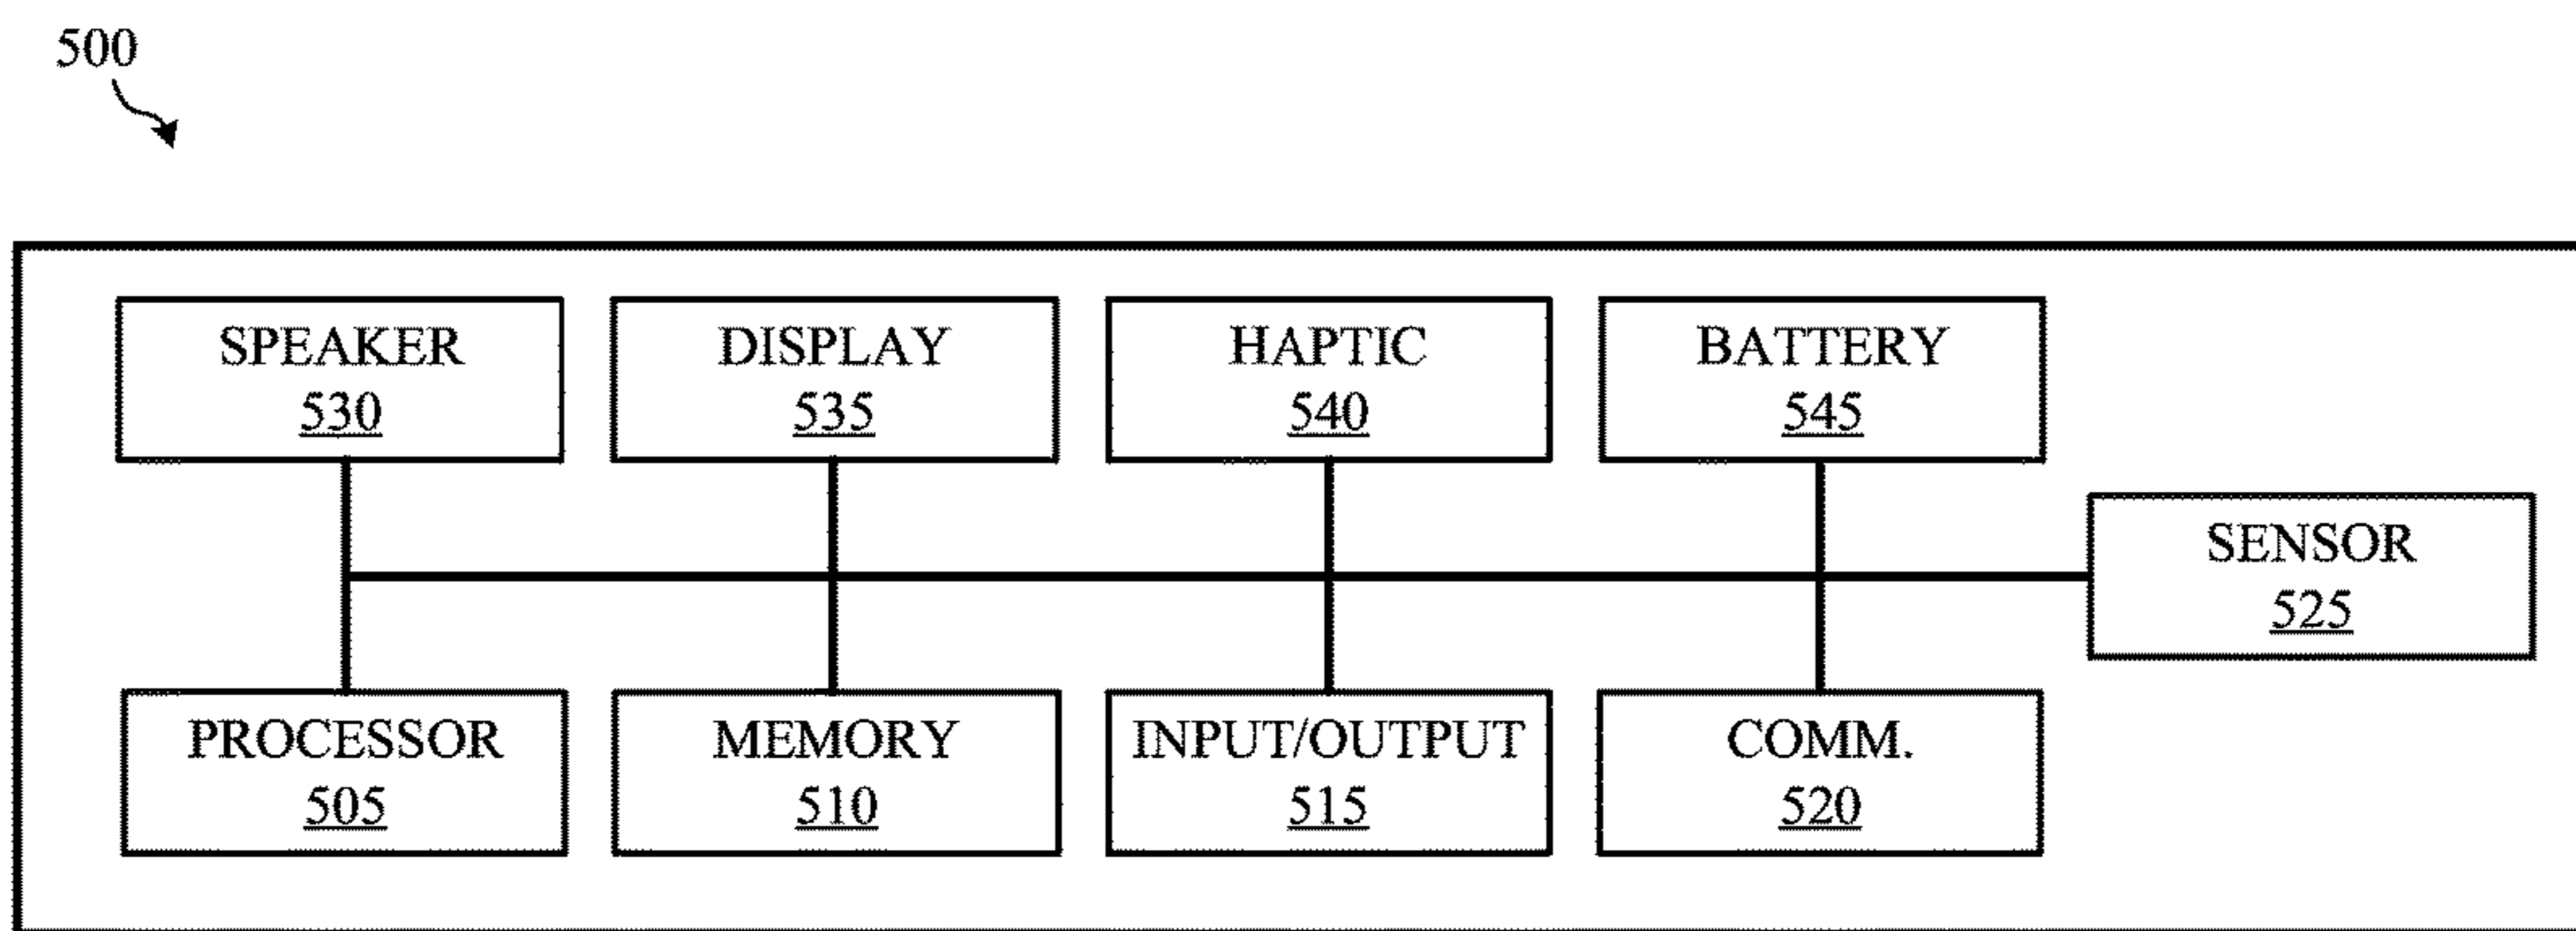 500
SPEAKER
530
DISPLAY
535
HAPTIC
540
BATTERY
545
SENSOR
525
PROCESSOR
505
MEMORY
510
INPUT/OUTPUT
515
COMM.
520